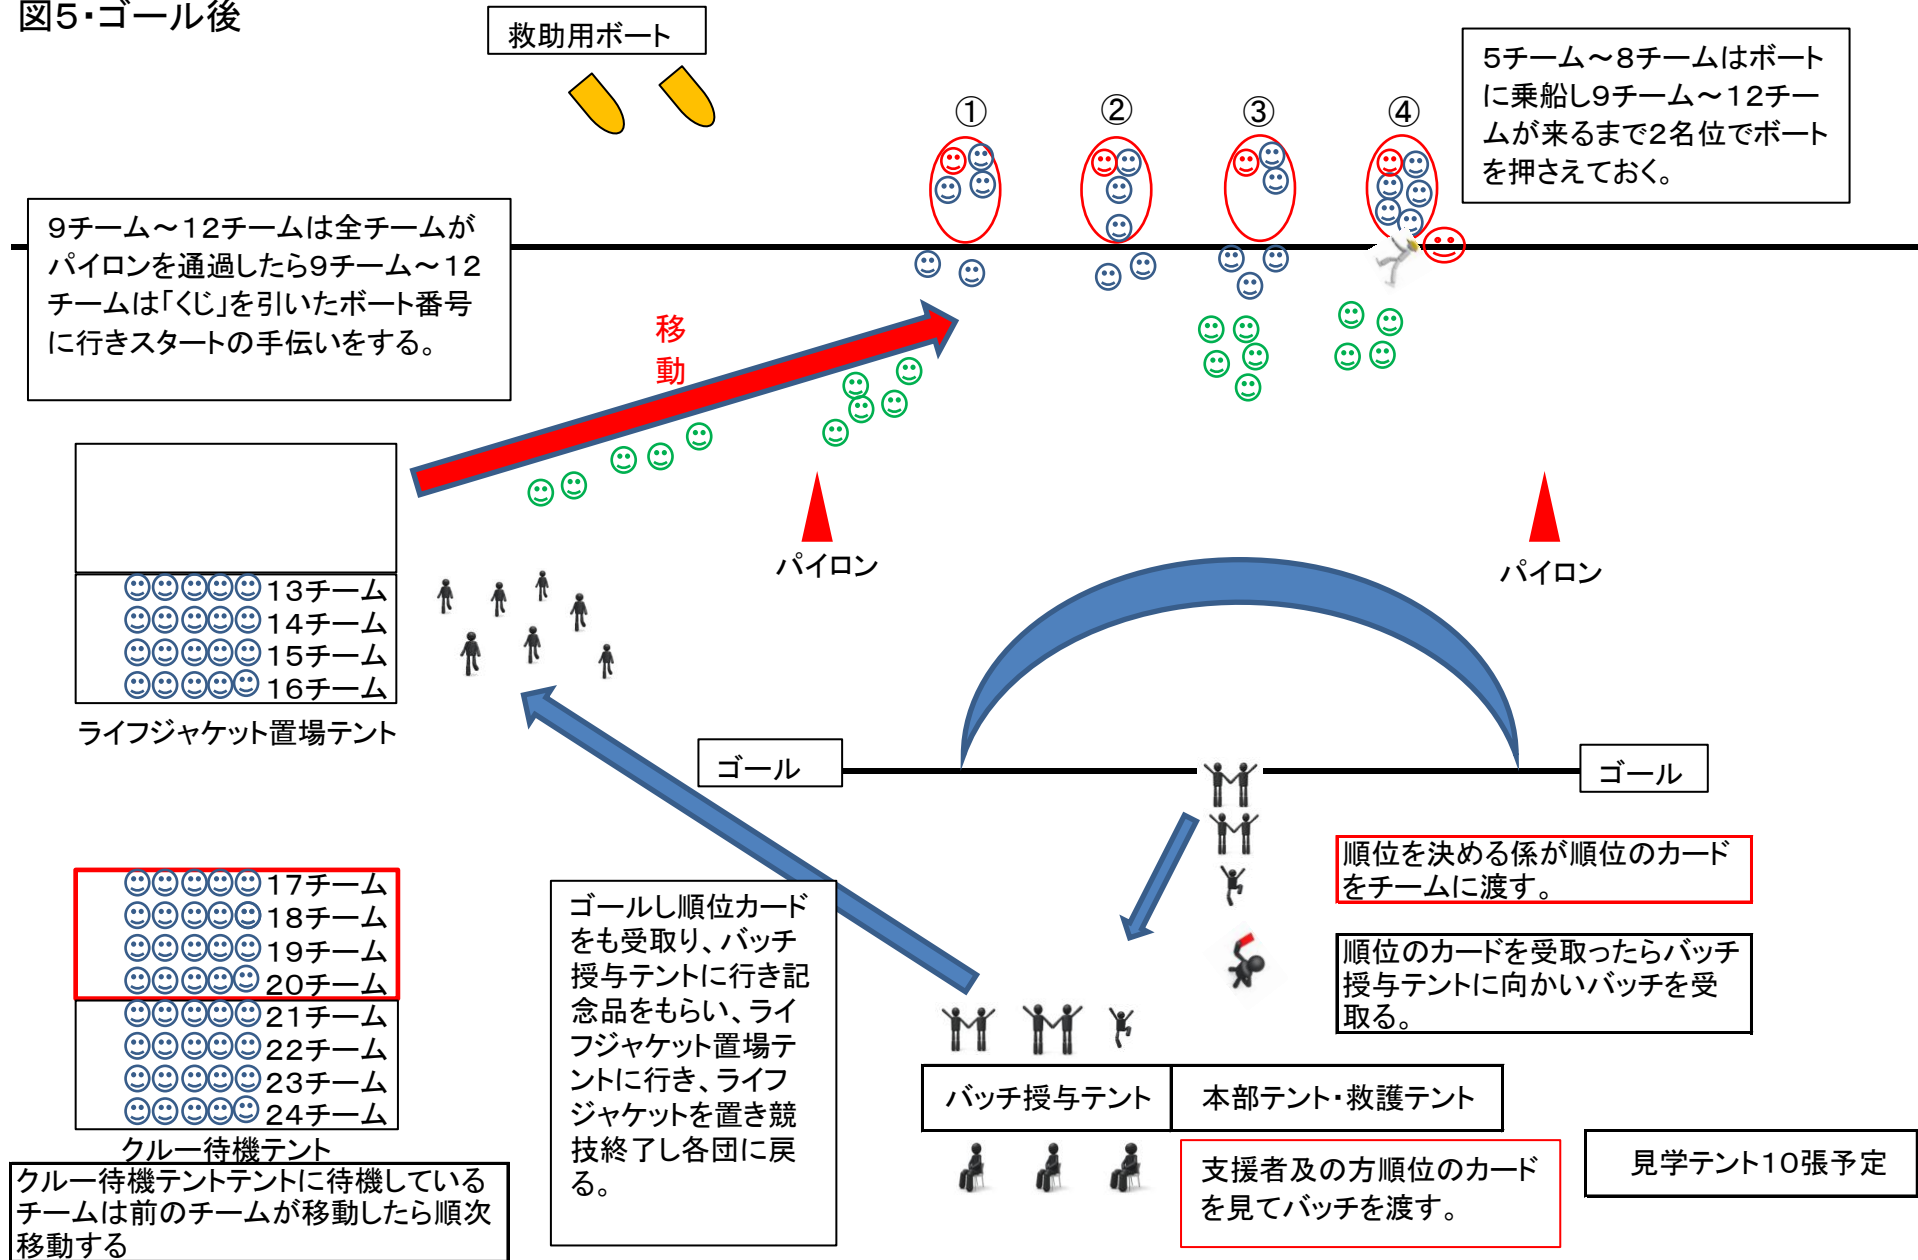 図5・ゴール後
救助用ボート
①
②
③
④
5チーム～8チームはボート
に乗船し9チーム～12チー
ムが来るまで2名位でボート
を押さえておく。
9チーム～12チームは全チームが
パイロンを通過したら9チーム～12
チームは「くじ」を引いたボート番号
に行きスタートの手伝いをする。
移
動
パイロン
パイロン
13チーム
14チーム
15チーム
16チーム
ライフジャケット置場テント
ゴール
ゴール
順位を決める係が順位のカード
をチームに渡す。
17チーム
18チーム
19チーム
20チーム
21チーム
22チーム
23チーム
24チーム
クルー待機テント
クルー待機テントテントに待機している
チームは前のチームが移動したら順次
移動する
ゴールし順位カード
をも受取り、バッチ
授与テントに行き記
念品をもらい、ライ
フジャケット置場テ
ントに行き、ライフ
ジャケットを置き競
技終了し各団に戻
る。
順位のカードを受取ったらバッチ
授与テントに向かいバッチを受
取る。
バッチ授与テント
本部テント・救護テント
支援者及の方順位のカード
を見てバッチを渡す。
見学テント10張予定